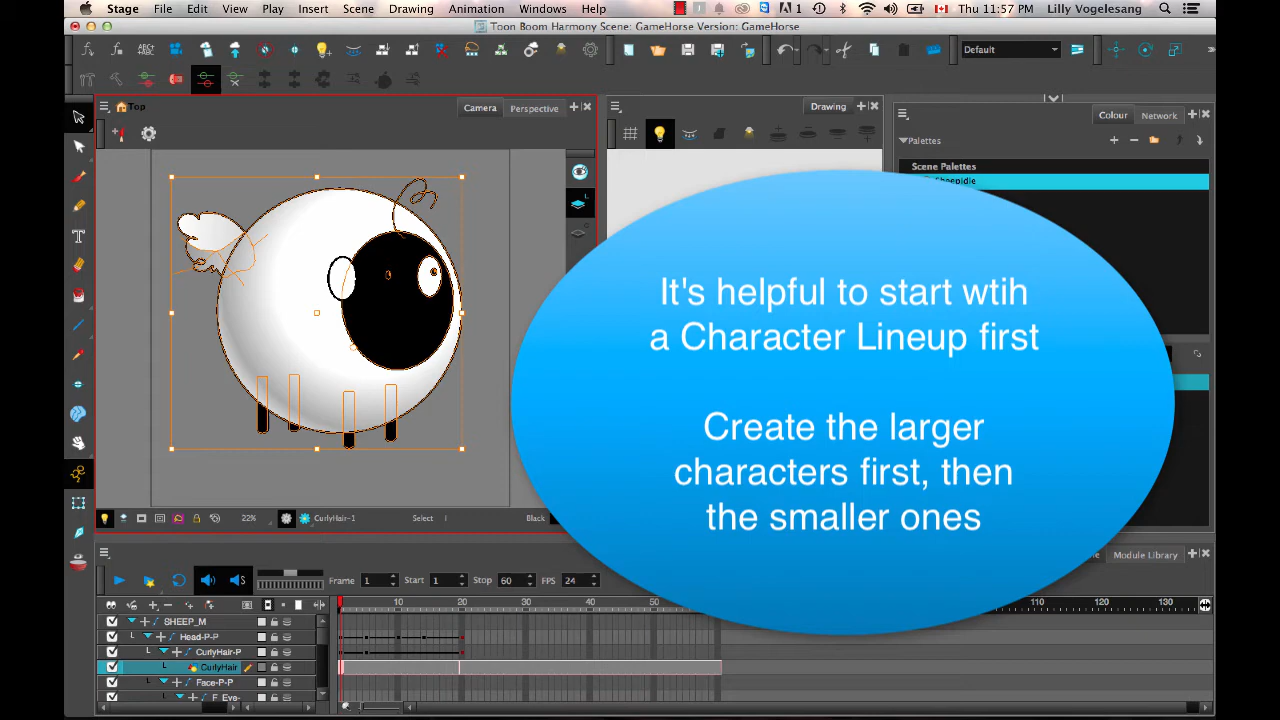 Stage File Edit View Play Insert Scene Drawing Animation Windows Help 1 Thu 11:57 AM Lilly Vogelesang
Toon Boom Harmony Scene: GameHorse Version: GameHorse
Default
Top Camera Perspective Drawing Colour Network
Palettes
Scene Palettes
It's helpful to start wtih
a Character Lineup first
Create the larger
characters first, then
the smaller ones
22% CurlyHair-1 Select Black
Module Library
Frame 1 Start 1 Stop 60 FPS 24
10 20 30 40 50 110 120 130
SHEEP_M
Head-P-P
CurlyHair-P
CurlyHair
Face-P-P
F_Eye-